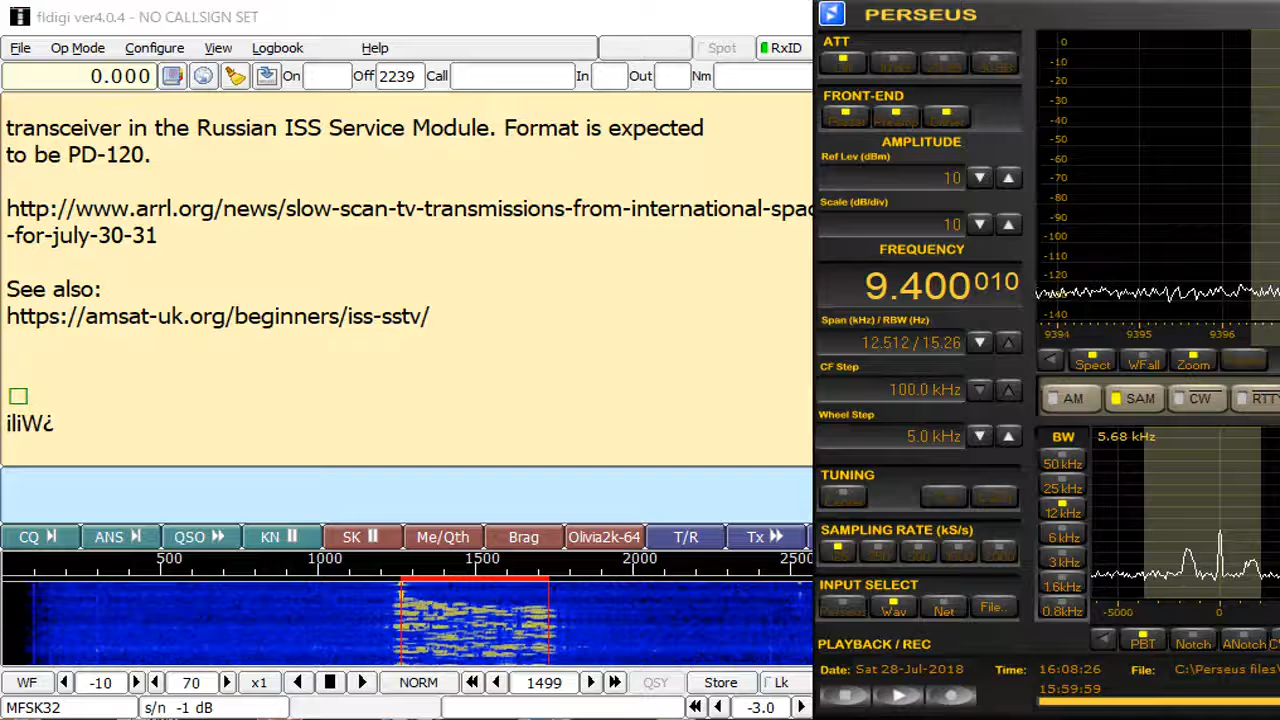 fldigi ver4.0.4 - NO CALLSIGN SET
File Op Mode Configure View Logbook Help Spot RxID
0.000 On Off 2239 Call In Out Nm
transceiver in the Russian ISS Service Module. Format is expected
to be PD-120.
http://www.arrl.org/news/slow-scan-tv-transmissions-from-international-spac
-for-july-30-31
See also:
https://amsat-uk.org/beginners/iss-sstv/
iliW¿
CQ ANS QSO KN SK Me/Qth Brag Olivia2k-64 T/R Tx
500 1000 1500 2000 2500
WF -10 70 x1 NORM 1499 QSY Store Lk
MFSK32 s/n -1 dB -3.0
PERSEUS
ATT
FRONT-END
AMPLITUDE
Ref Lev (dBm)
10
Scale (dB/div)
10
FREQUENCY
9.400010
Span (kHz) / RBW (Hz)
12.512 / 15.26
CF Step
100.0 kHz
Wheel Step
5.0 kHz
TUNING
SAMPLING RATE (kS/s)
INPUT SELECT
Perseus Wav Net File..
PLAYBACK / REC
Date: Sat 28-Jul-2018 Time: 16:08:26 File: C:\Perseus files\
15:59:59
0
-10
-20
-30
-40
-50
-60
-70
-80
-90
-100
-110
-120
-130
-140
9394 9395 9396
Spect WFall Zoom
AM SAM CW RTT
BW 5.68 kHz
50 kHz
25 kHz
12 kHz
6 kHz
3 kHz
1.6kHz
0.8kHz
-5000 0
PBT Notch ANotch